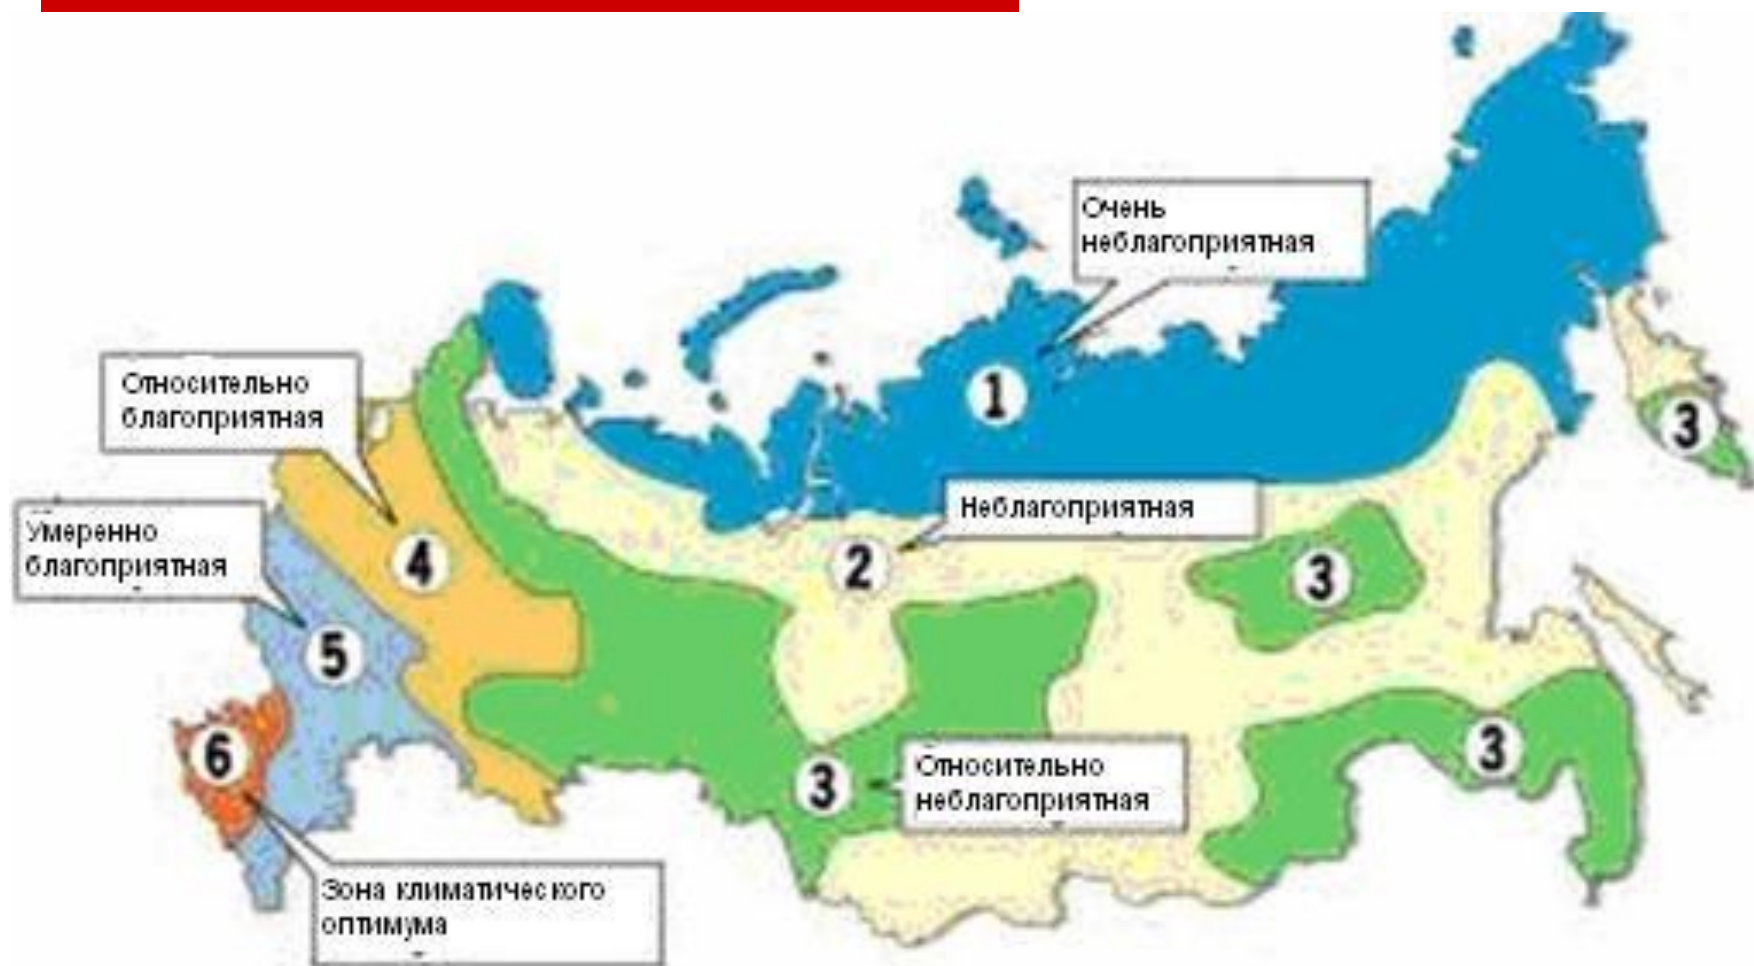 Очень
неблагоприятная
1
Относительно
благоприятная
3
Умеренно
благоприятная
Неблагоприятная
4
2
3
5
6
3
Относительно
неблагоприятная
3
Зона климатического
оптимума